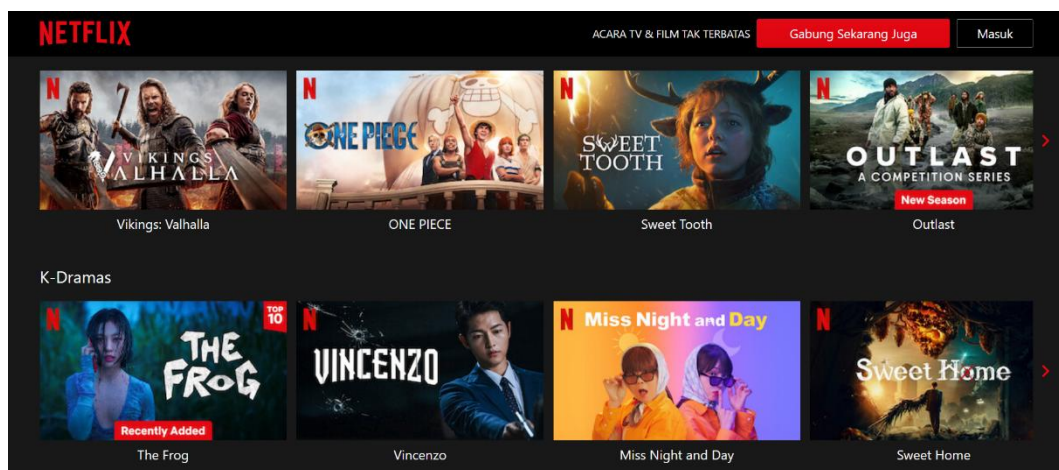 NETFLIX
ACARA TV & FILM TAK TERBATAS
Gabung Sekarang Juga
Masuk
N
VIKINGS
VALHALLA
N
ONE PIECE
N
SWEET
TOOTH
N
OUTLAST
A COMPETITION SERIES
New Season
Vikings: Valhalla
ONE PIECE
Sweet Tooth
Outlast
K-Dramas
N
TOP
10
THE
FROG
Recently Added
N
VINCENZO
N
Miss Night and Day
N
Sweet Home
The Frog
Vincenzo
Miss Night and Day
Sweet Home